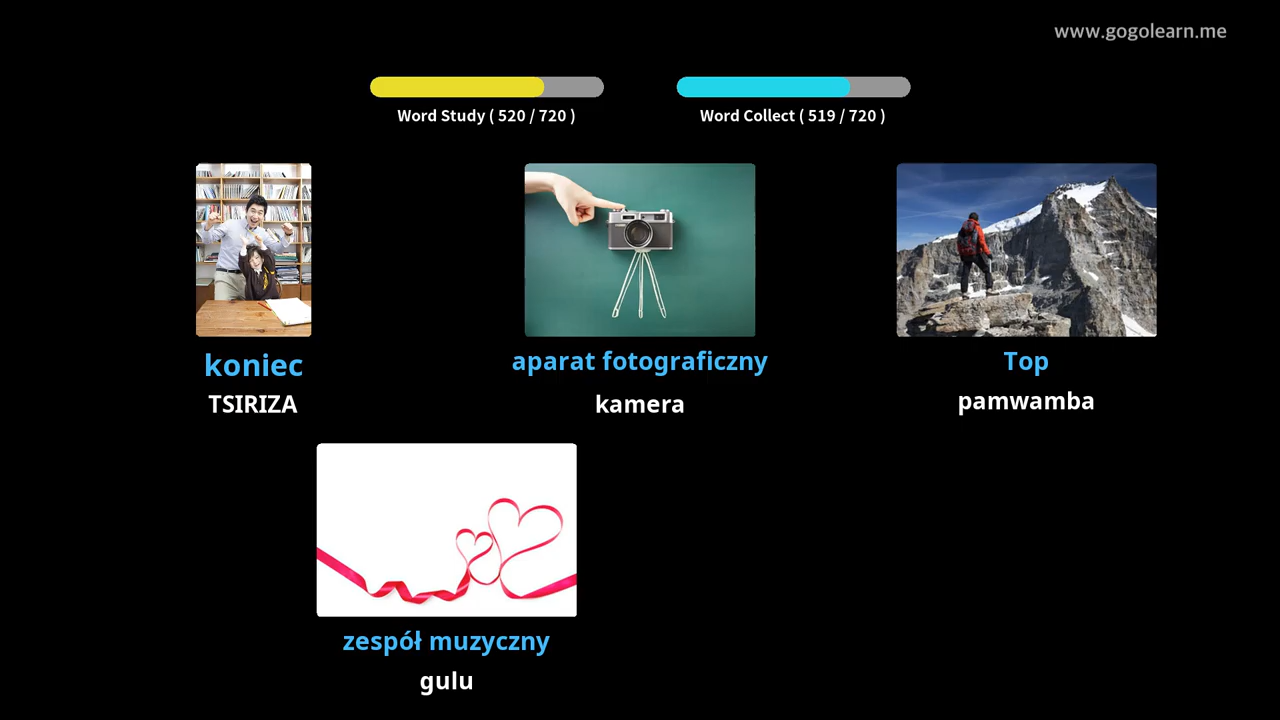 www.gogolearn.me
Word Study ( 520 / 720 )
Word Collect ( 519 / 720 )
koniec
TSIRIZA
aparat fotograficzny
kamera
Top
pamwamba
zespół muzyczny
gulu